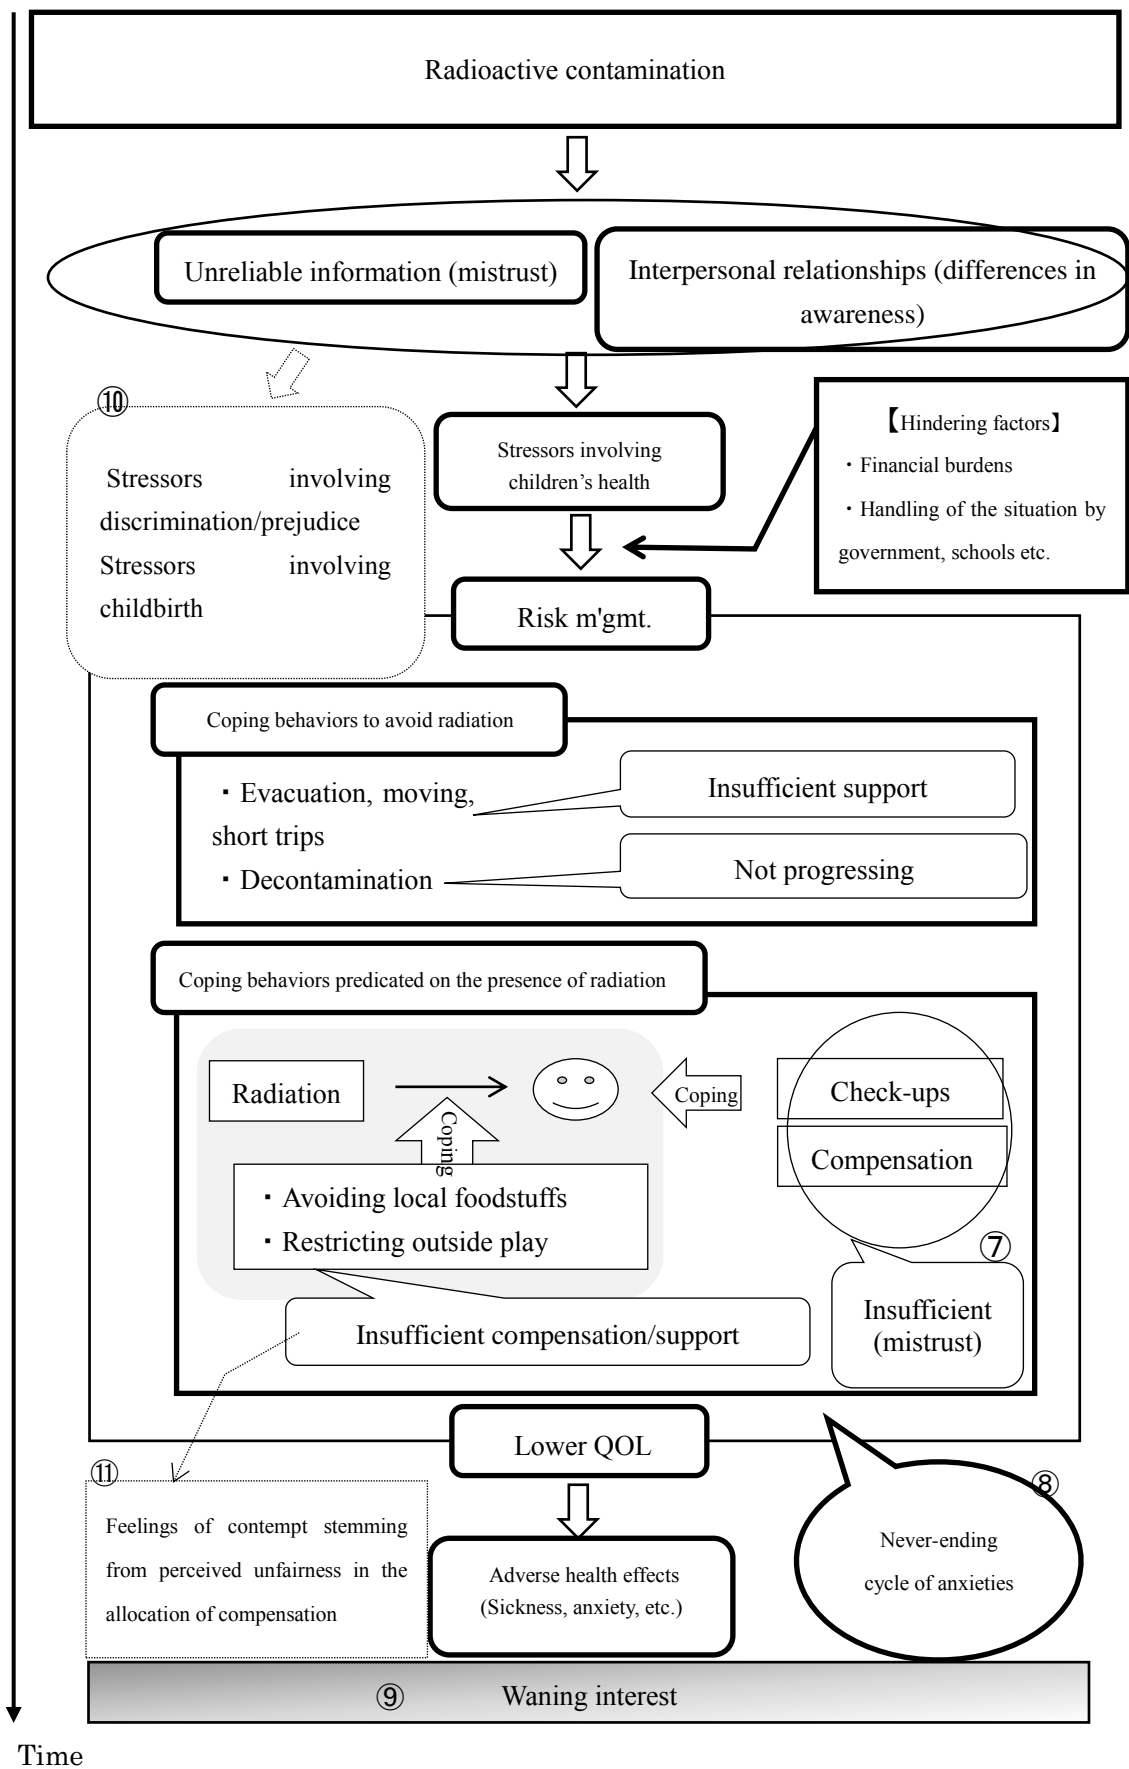 Radioactive contamination
Unreliable information (mistrust)
Interpersonal relationships (differences in
awareness)
⑩
Stressors involving
discrimination/prejudice
Stressors involving
childbirth
Stressors involving
children's health
【Hindering factors】
・Financial burdens
・Handling of the situation by
government, schools etc.
Risk m'gmt.
Coping behaviors to avoid radiation
・Evacuation, moving,
short trips
・Decontamination
Insufficient support
Not progressing
Coping behaviors predicated on the presence of radiation
Radiation
Coping
Coping
Check-ups
Compensation
・Avoiding local foodstuffs
・Restricting outside play
⑦
Insufficient
(mistrust)
Insufficient compensation/support
Lower QOL
⑪
Feelings of contempt stemming
from perceived unfairness in the
allocation of compensation
Adverse health effects
(Sickness, anxiety, etc.)
⑧
Never-ending
cycle of anxieties
⑨ Waning interest
Time